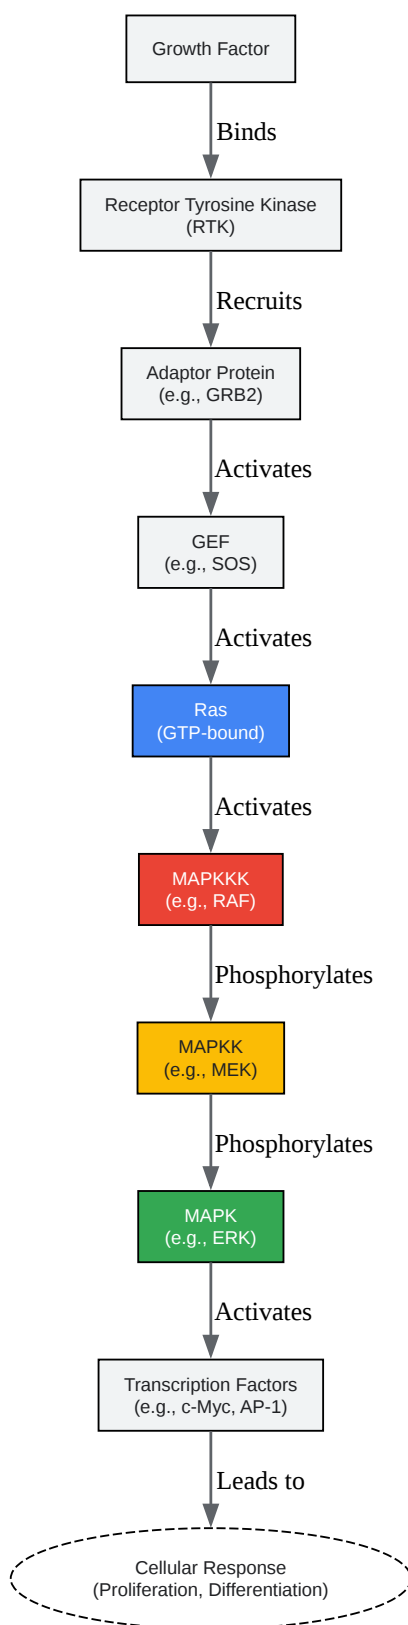 Growth Factor
Binds
Receptor Tyrosine Kinase
(RTK)
Recruits
Adaptor Protein
(e.g., GRB2)
Activates
GEF
(e.g., SOS)
Activates
Ras
(GTP-bound)
Activates
MAPKKK
(e.g., RAF)
Phosphorylates
MAPKK
(e.g., MEK)
Phosphorylates
MAPK
(e.g., ERK)
Activates
Transcription Factors
(e.g., c-Myc, AP-1)
Leads to
Cellular Response
(Proliferation, Differentiation)